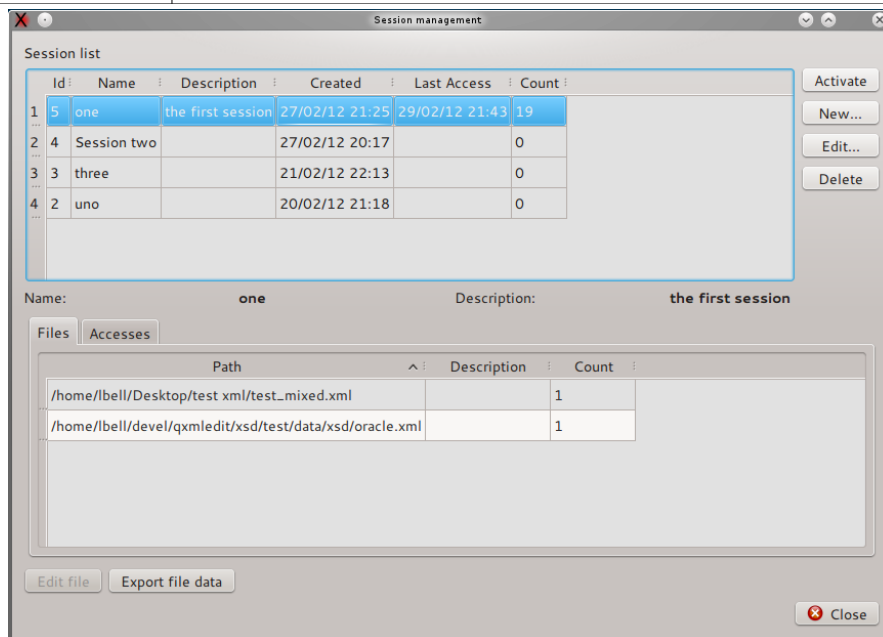 Session management
Session list
Id Name Description Created Last Access Count
1 5 one the first session 27/02/12 21:25 29/02/12 21:43 19
2 4 Session two 27/02/12 20:17 0
3 3 three 21/02/12 22:13 0
4 2 uno 20/02/12 21:18 0
Activate
New...
Edit...
Delete
Name: one Description: the first session
Files Accesses
Path Description Count
/home/lbell/Desktop/test xml/test_mixed.xml 1
/home/lbell/devel/qxmledit/xsd/test/data/xsd/oracle.xml 1
Edit file Export file data
Close